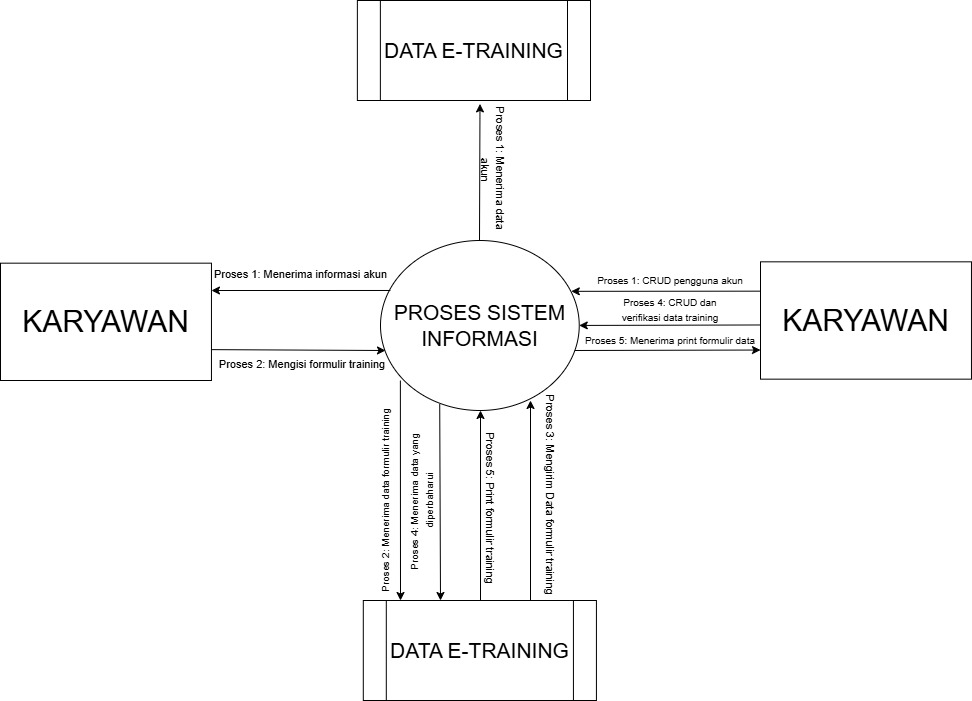 DATA E-TRAINING
Proses 1: Menerima data
akun
Proses 1: Menerima informasi akun
KARYAWAN
Proses 2: Mengisi formulir training
PROSES SISTEM
INFORMASI
Proses 1: CRUD pengguna akun
Proses 4: CRUD dan
verifikasi data training
Proses 5: Menerima print formulir data
KARYAWAN
Proses 2: Menerima data formulir training
Proses 4: Menerima data yang
diperbaharui
Proses 5: Print formulir training
Proses 3: Mengirim Data formulir training
DATA E-TRAINING